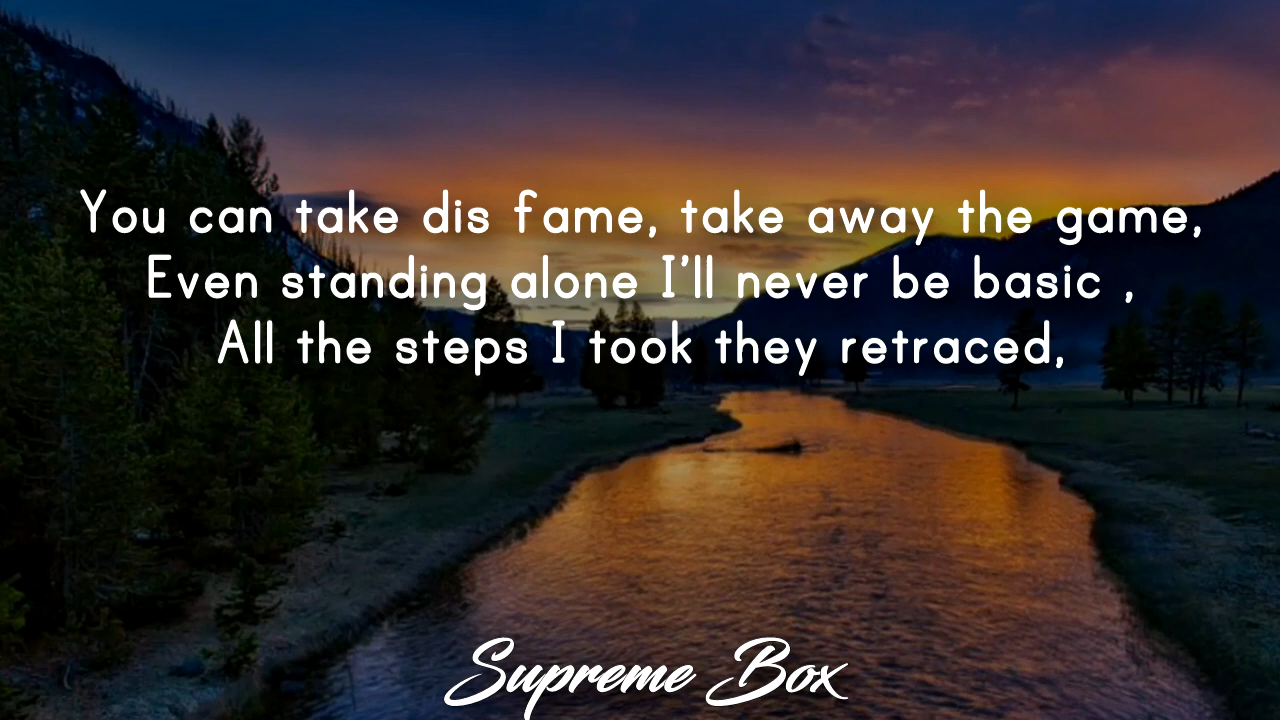 You can take dis fame, take away the game,
Even standing alone I'll never be basic ,
All the steps I took they retraced,
Supreme Box